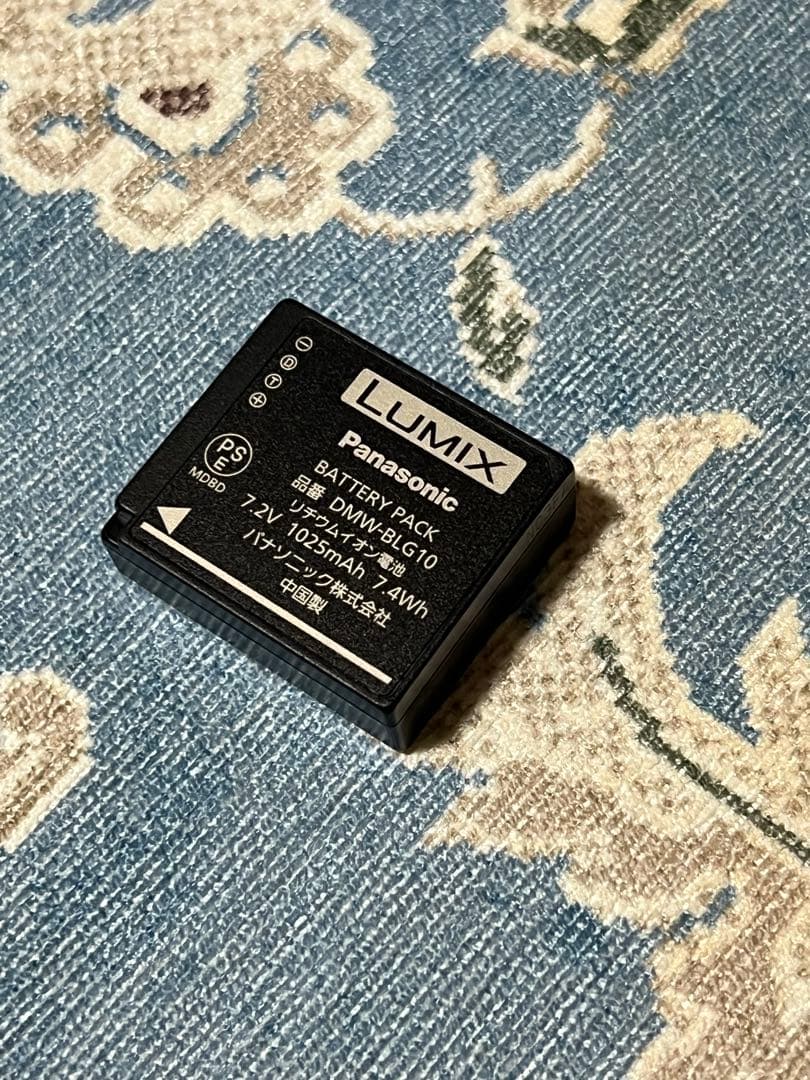 LUMIX
Panasonic
BATTERY PACK
品番 DMW-BLG10
リチウムイオン電池
7.2V 1025mAh 7.4Wh
パナソニック株式会社
中国製
− D T +
PS
E
MDBD